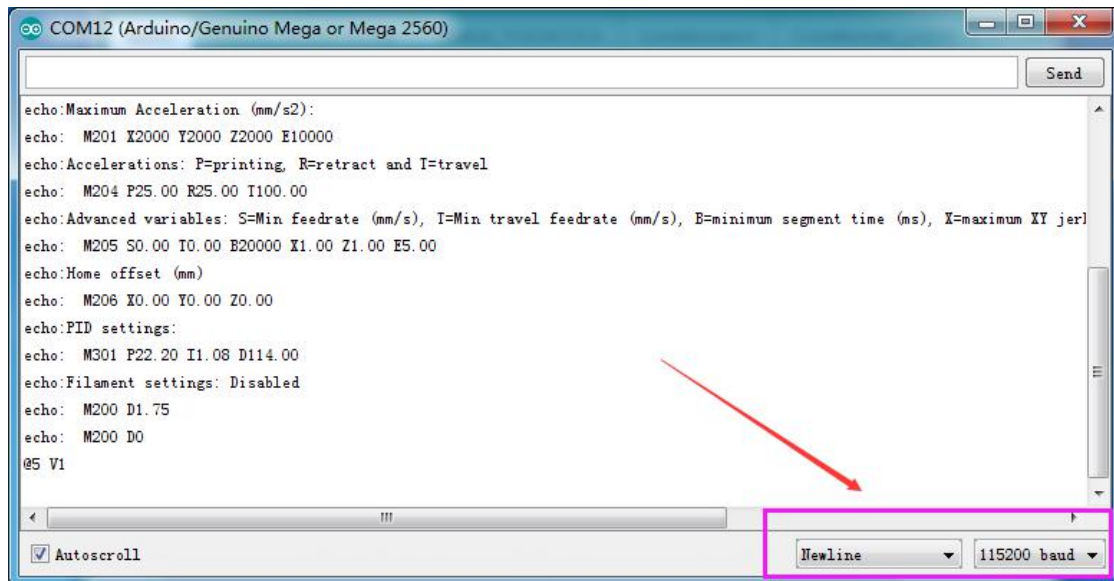 COM12 (Arduino/Genuino Mega or Mega 2560)
Send
echo:Maximum Acceleration (mm/s2):
echo:  M201 X2000 Y2000 Z2000 E10000
echo:Accelerations: P=printing, R=retract and T=travel
echo:  M204 P25.00 R25.00 T100.00
echo:Advanced variables: S=Min feedrate (mm/s), T=Min travel feedrate (mm/s), B=minimum segment time (ms), X=maximum XY jer
echo:  M205 S0.00 T0.00 B20000 X1.00 Z1.00 E5.00
echo:Home offset (mm)
echo:  M206 X0.00 Y0.00 Z0.00
echo:PID settings:
echo:  M301 P22.20 I1.08 D114.00
echo:Filament settings: Disabled
echo:  M200 D1.75
echo:  M200 D0
@5 V1
Autoscroll
Newline
115200 baud